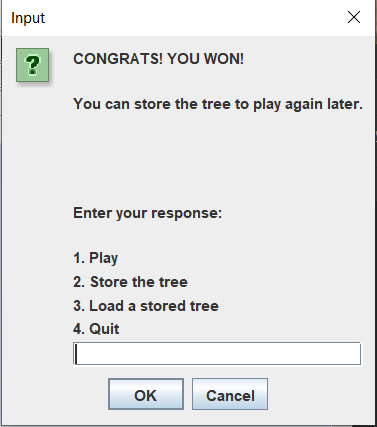 Input
CONGRATS! YOU WON!
You can store the tree to play again later.
Enter your response:
1. Play
2. Store the tree
3. Load a stored tree
4. Quit
OK
Cancel